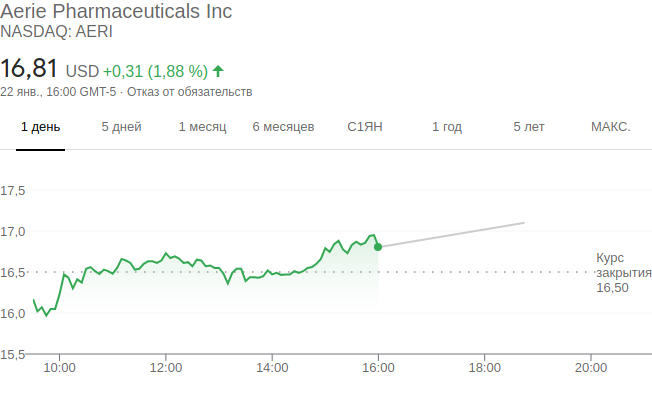 Aerie Pharmaceuticals Inc
NASDAQ: AERI
16,81 USD +0,31 (1,88 %)
22 янв., 16:00 GMT-5 · Отказ от обязательств
1 день 5 дней 1 месяц 6 месяцев С1ЯН 1 год 5 лет МАКС.
17,5
17,0
16,5
16,0
15,5
Курс
закрытия
16,50
10:00 12:00 14:00 16:00 18:00 20:00